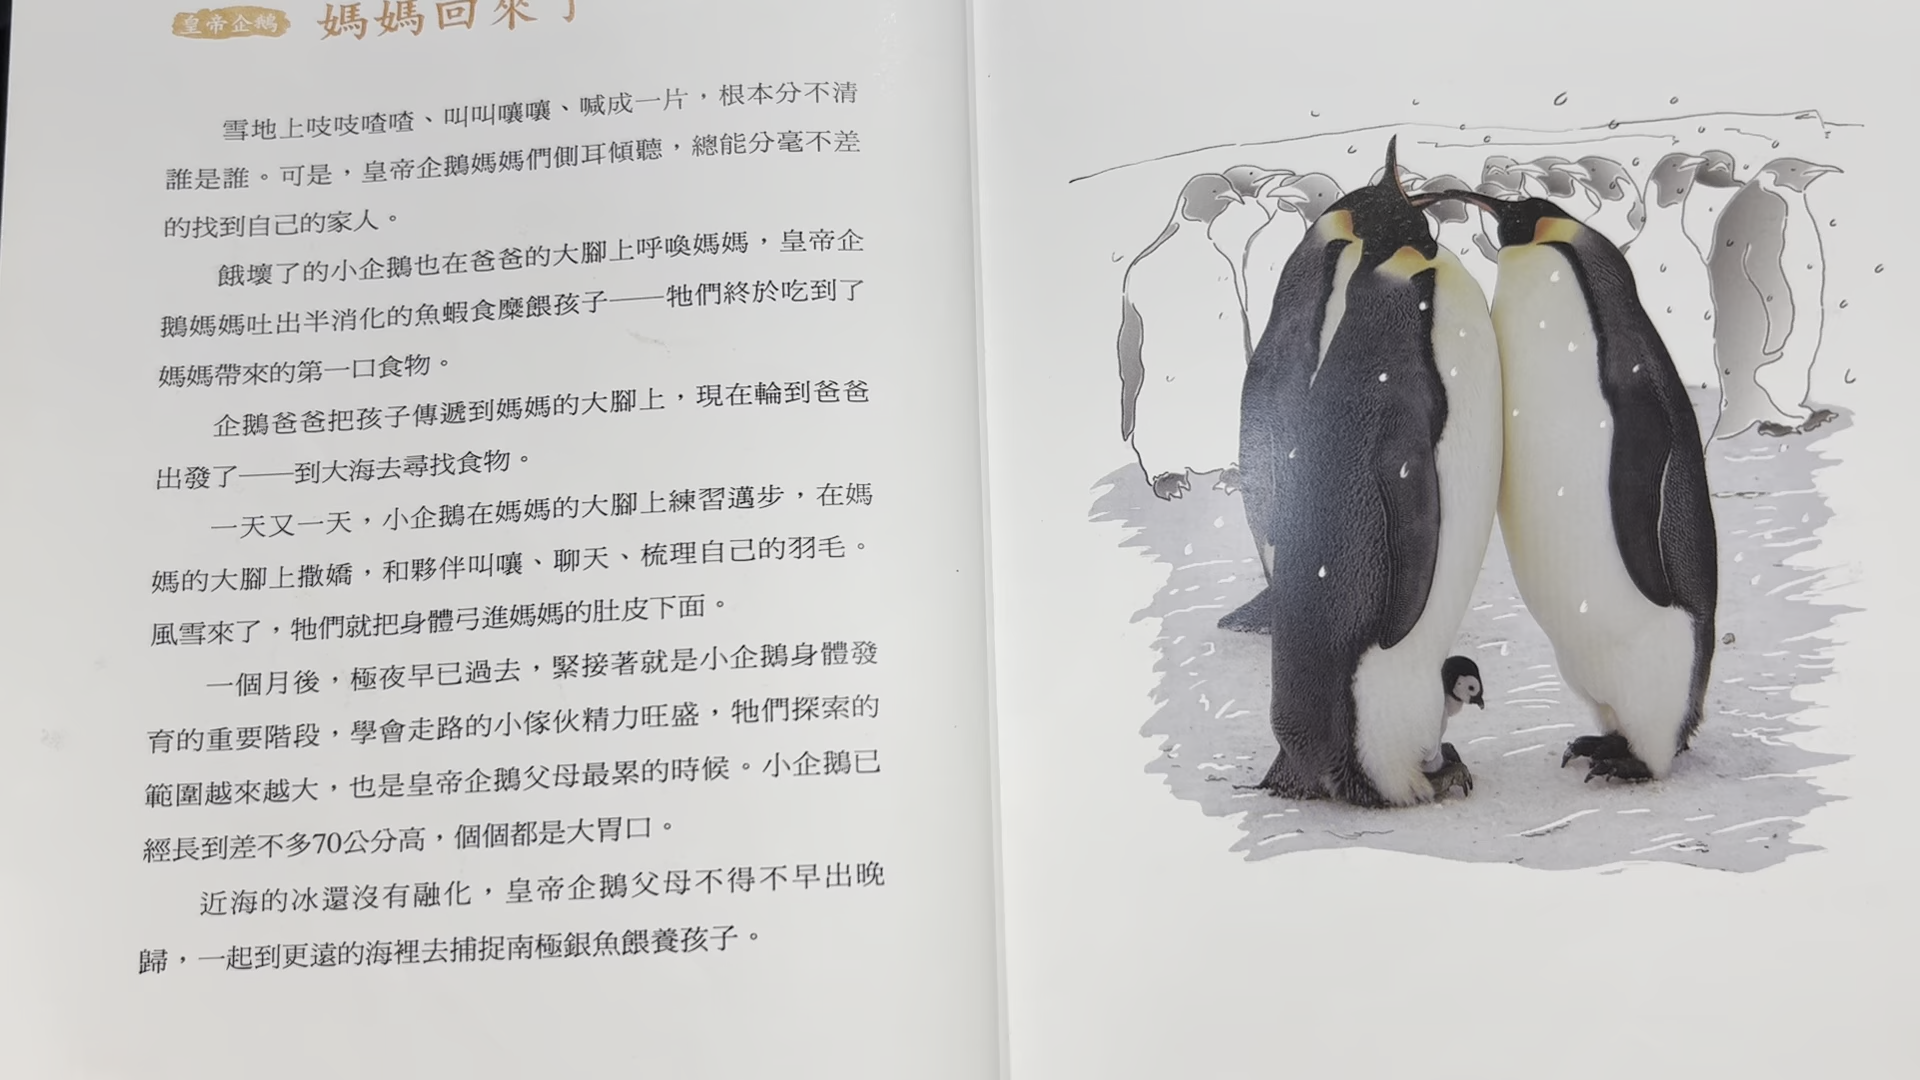 皇帝企鵝 媽媽回來了
雪地上吱吱喳喳、叫叫嚷嚷、喊成一片，根本分不清
誰是誰。可是，皇帝企鵝媽媽們側耳傾聽，總能分毫不差
的找到自己的家人。
餓壞了的小企鵝也在爸爸的大腳上呼喚媽媽，皇帝企
鵝媽媽吐出半消化的魚蝦食糜餵孩子——牠們終於吃到了
媽媽帶來的第一口食物。
企鵝爸爸把孩子傳遞到媽媽的大腳上，現在輪到爸爸
出發了——到大海去尋找食物。
一天又一天，小企鵝在媽媽的大腳上練習邁步，在媽
媽的大腳上撒嬌，和夥伴叫嚷、聊天、梳理自己的羽毛。
風雪來了，牠們就把身體弓進媽媽的肚皮下面。
一個月後，極夜早已過去，緊接著就是小企鵝身體發
育的重要階段，學會走路的小傢伙精力旺盛，牠們探索的
範圍越來越大，也是皇帝企鵝父母最累的時候。小企鵝已
經長到差不多70公分高，個個都是大胃口。
近海的冰還沒有融化，皇帝企鵝父母不得不早出晚
歸，一起到更遠的海裡去捕捉南極銀魚餵養孩子。